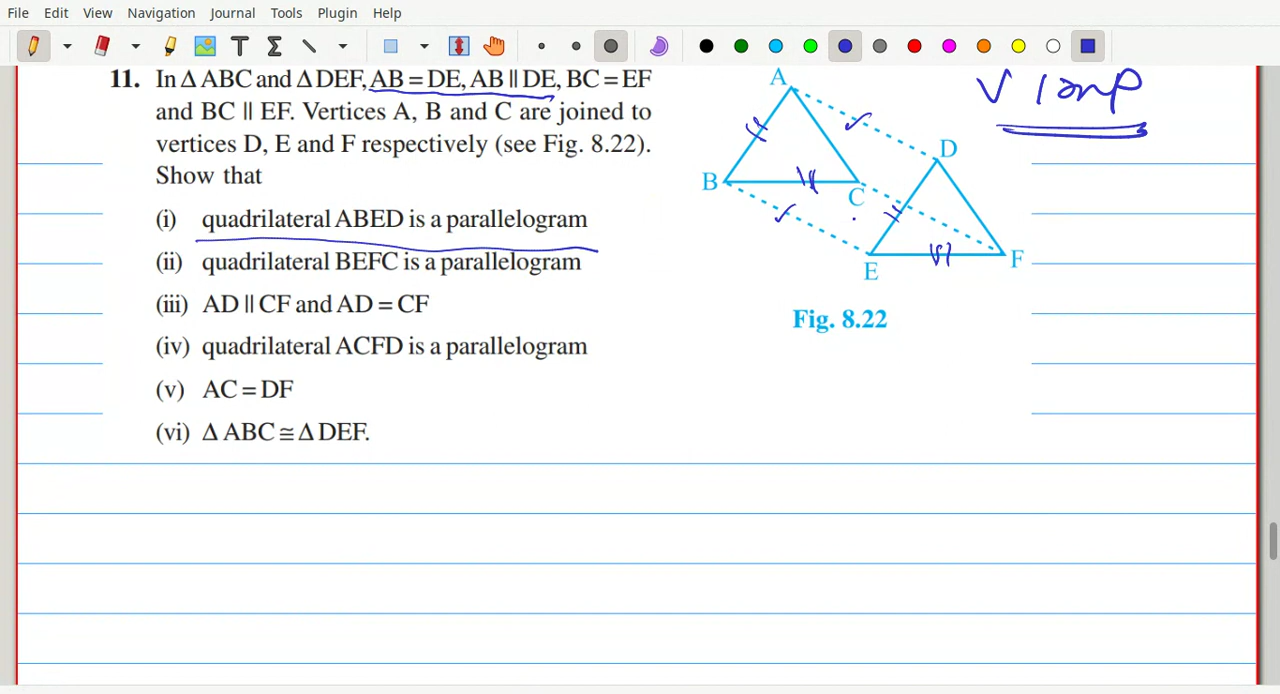 File Edit View Navigation Journal Tools Plugin Help
11. In Δ ABC and Δ DEF, AB = DE, AB || DE, BC = EF
and BC || EF. Vertices A, B and C are joined to
vertices D, E and F respectively (see Fig. 8.22).
Show that
(i) quadrilateral ABED is a parallelogram
(ii) quadrilateral BEFC is a parallelogram
(iii) AD || CF and AD = CF
(iv) quadrilateral ACFD is a parallelogram
(v) AC = DF
(vi) Δ ABC ≅ Δ DEF.
A
D
B
C
E
F
Fig. 8.22